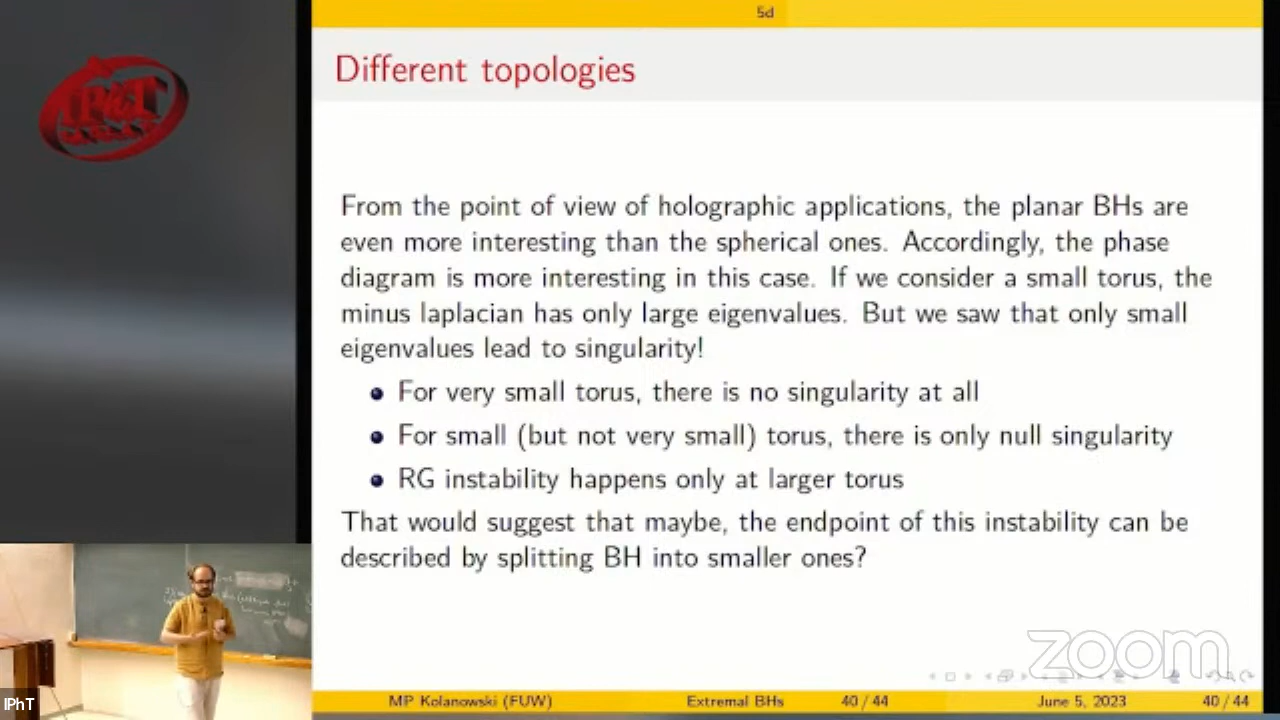 5d
Different topologies
IPhT
From the point of view of holographic applications, the planar BHs are
even more interesting than the spherical ones. Accordingly, the phase
diagram is more interesting in this case. If we consider a small torus, the
minus laplacian has only large eigenvalues. But we saw that only small
eigenvalues lead to singularity!
For very small torus, there is no singularity at all
For small (but not very small) torus, there is only null singularity
RG instability happens only at larger torus
That would suggest that maybe, the endpoint of this instability can be
described by splitting BH into smaller ones?
zoom
IPhT
MP Kolanowski (FUW) Extremal BHs 40/44 June 5, 2023 40/44